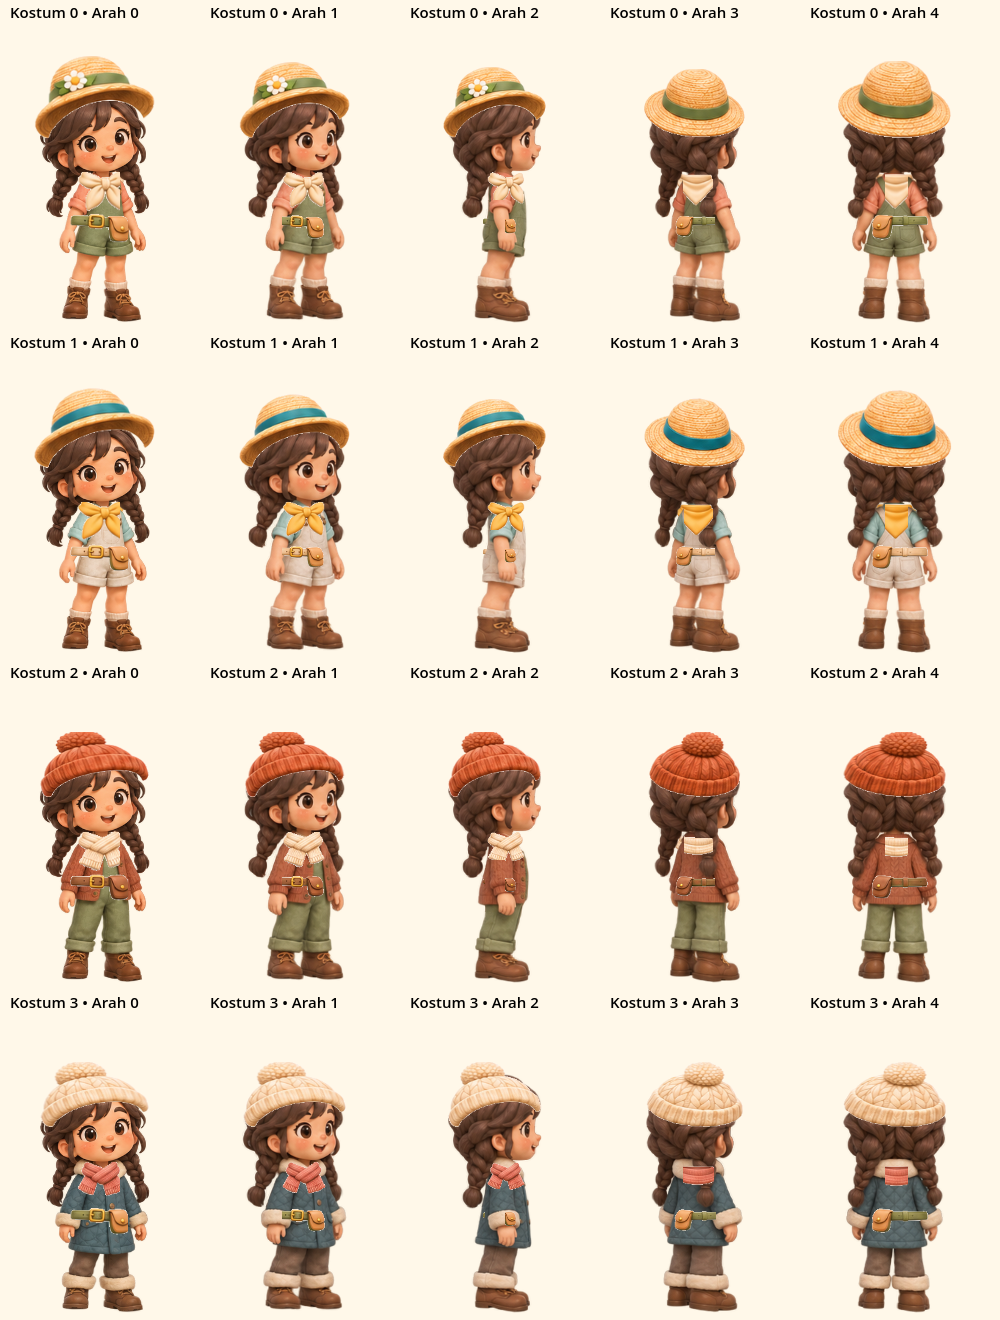 Kostum 0 • Arah 0
Kostum 0 • Arah 1
Kostum 0 • Arah 2
Kostum 0 • Arah 3
Kostum 0 • Arah 4
Kostum 1 • Arah 0
Kostum 1 • Arah 1
Kostum 1 • Arah 2
Kostum 1 • Arah 3
Kostum 1 • Arah 4
Kostum 2 • Arah 0
Kostum 2 • Arah 1
Kostum 2 • Arah 2
Kostum 2 • Arah 3
Kostum 2 • Arah 4
Kostum 3 • Arah 0
Kostum 3 • Arah 1
Kostum 3 • Arah 2
Kostum 3 • Arah 3
Kostum 3 • Arah 4